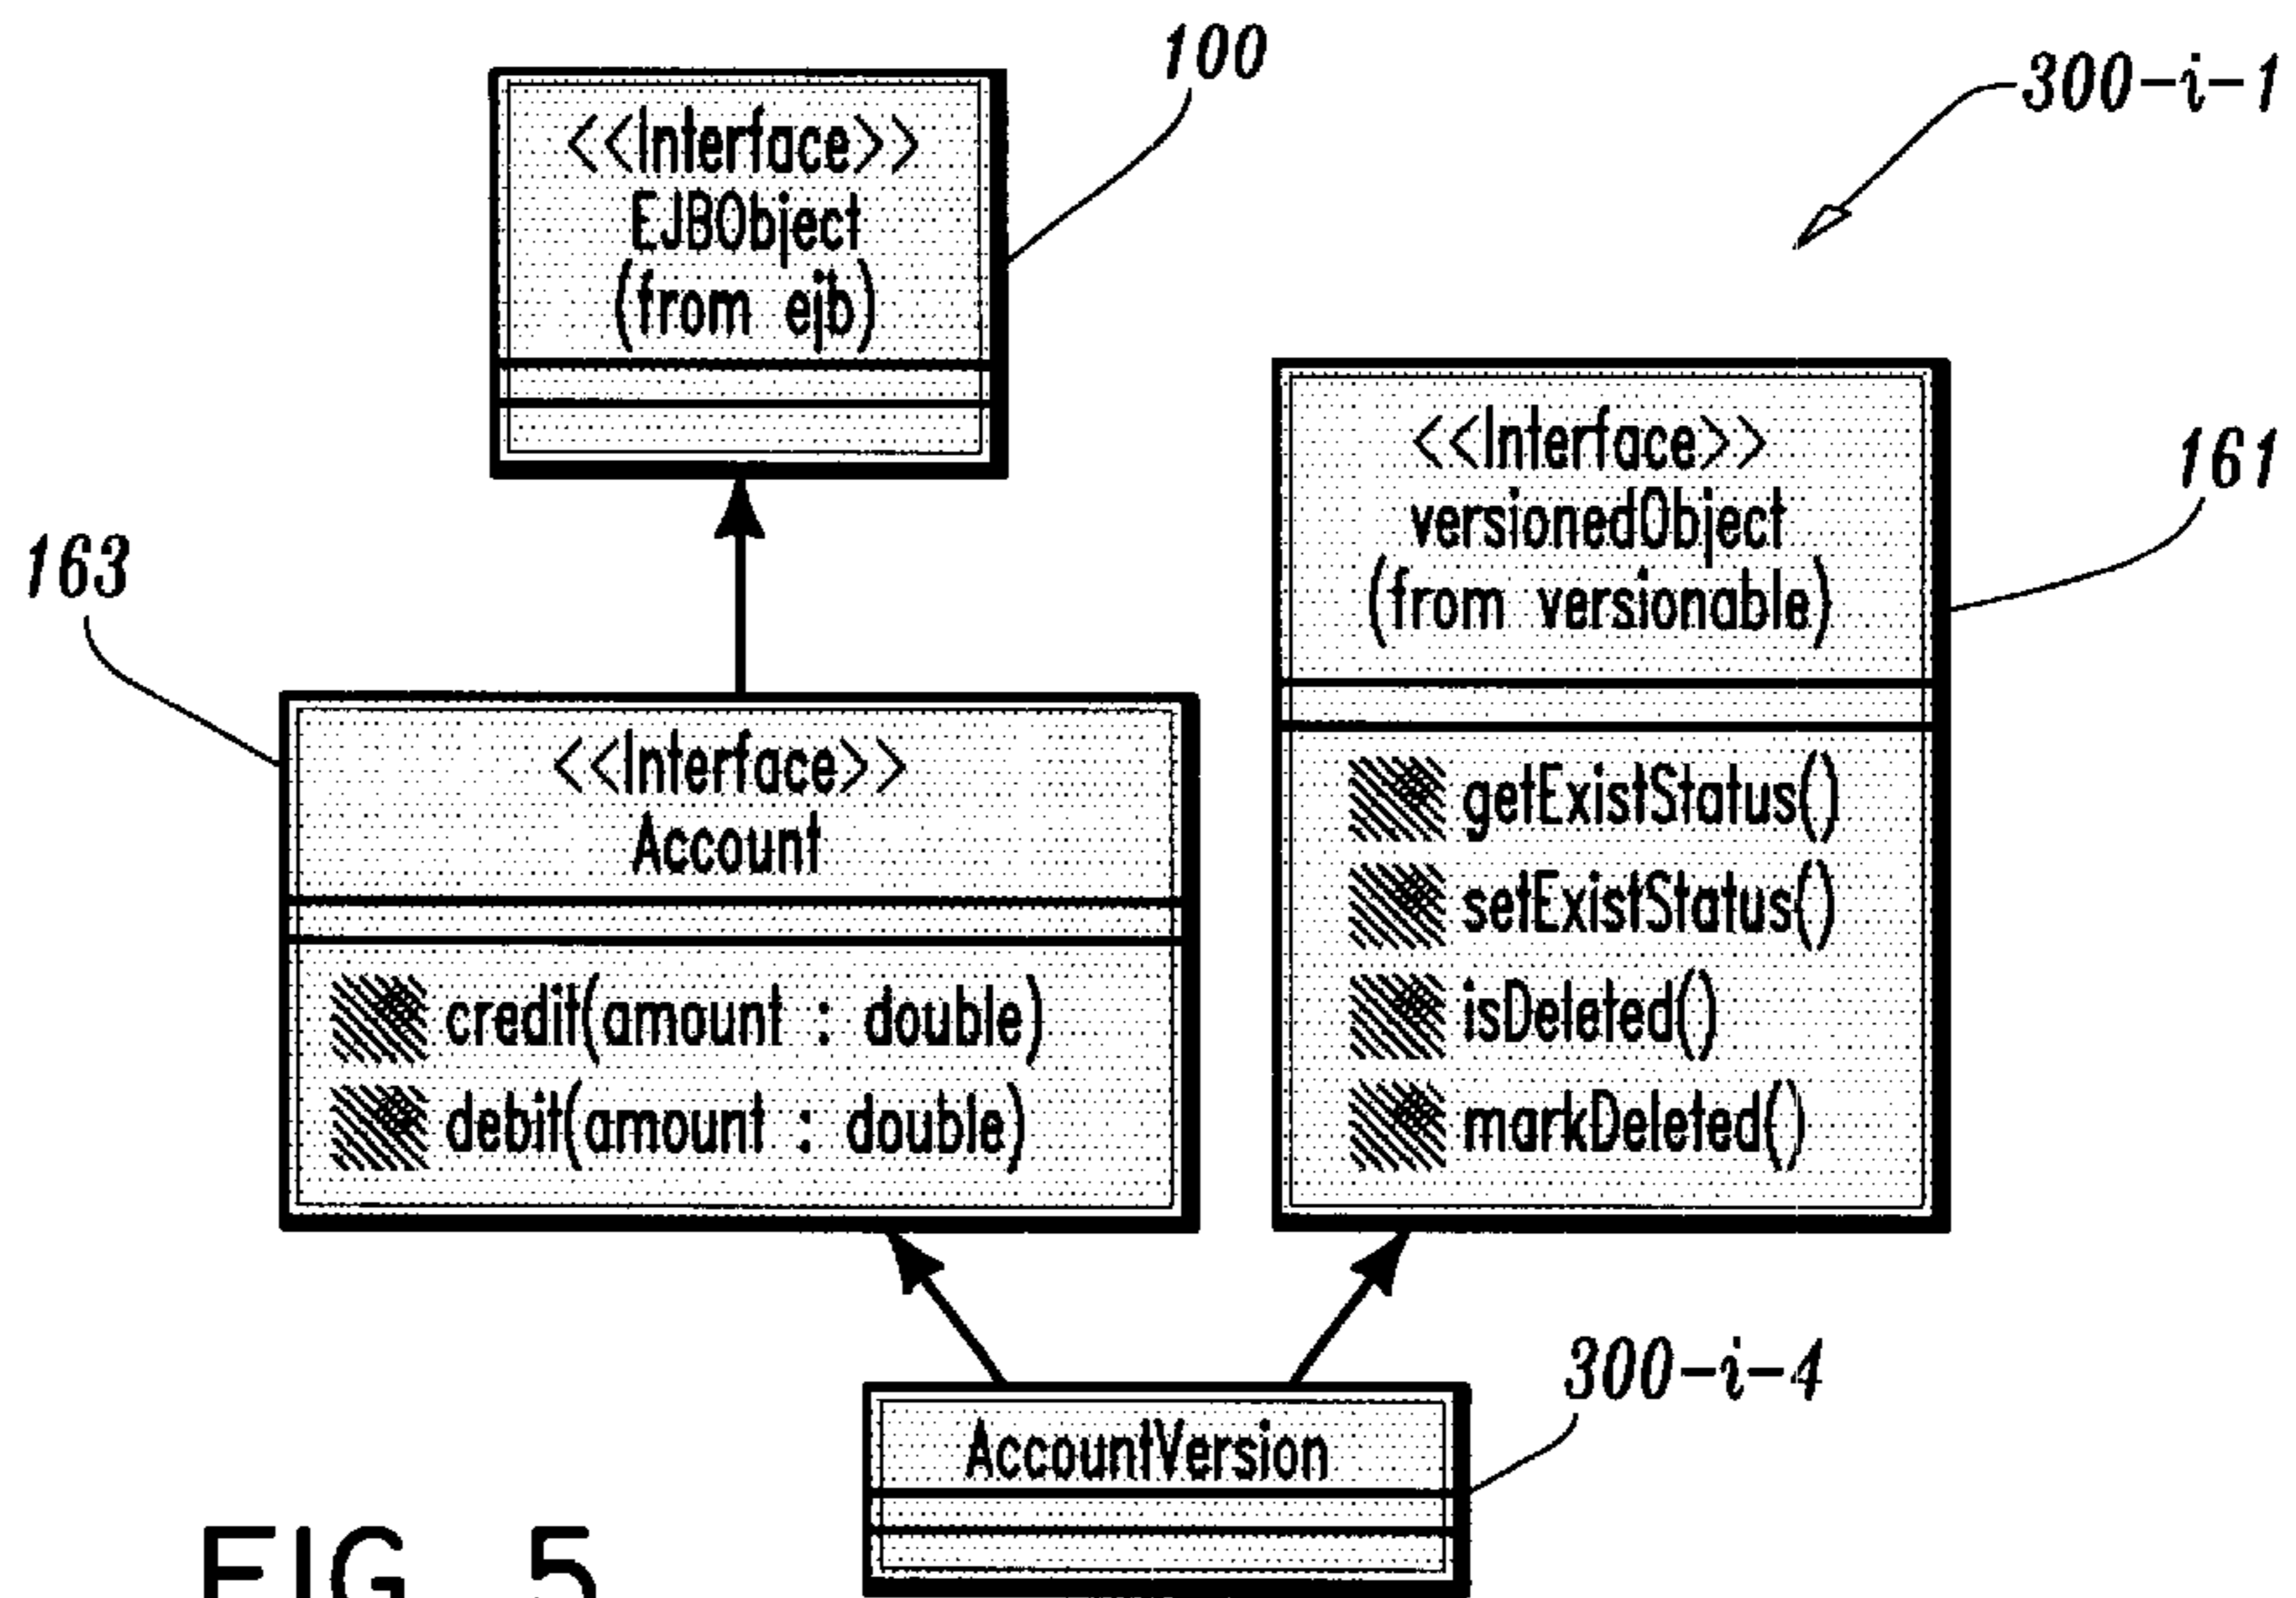 100
300-i-1
<<Interface>>
EJBObject
(from ejb)
161
<<Interface>>
versionedObject
(from versionable)
getExistStatus()
setExistStatus()
isDeleted()
markDeleted()
163
<<Interface>>
Account
credit(amount : double)
debit(amount : double)
300-i-4
AccountVersion
FIG. 5